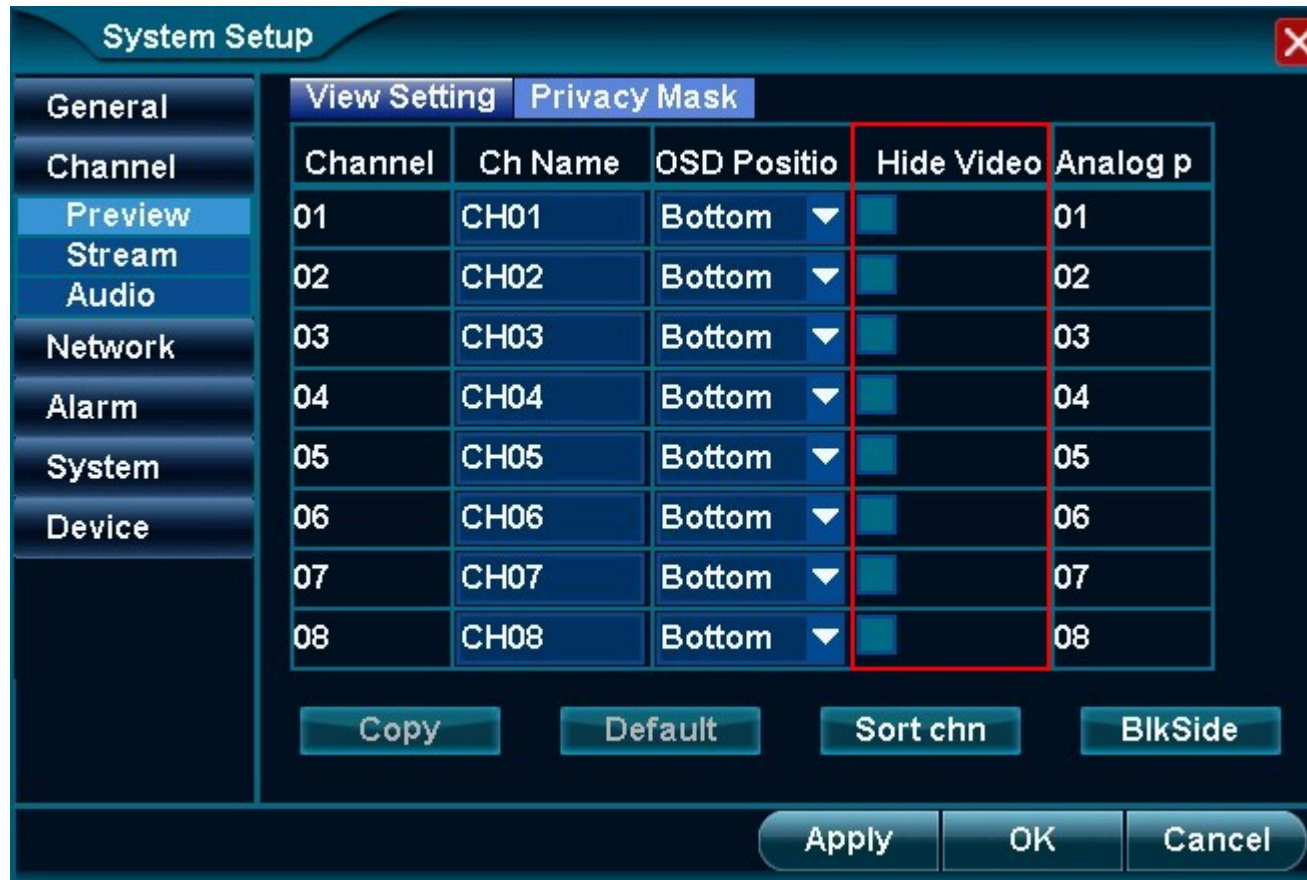 System Setup
General
Channel
Preview
Stream
Audio
Network
Alarm
System
Device
View Setting Privacy Mask
Channel Ch Name OSD Positio Hide Video Analog p
01 CH01 Bottom 01
02 CH02 Bottom 02
03 CH03 Bottom 03
04 CH04 Bottom 04
05 CH05 Bottom 05
06 CH06 Bottom 06
07 CH07 Bottom 07
08 CH08 Bottom 08
Copy Default Sort chn BlkSide
Apply OK Cancel